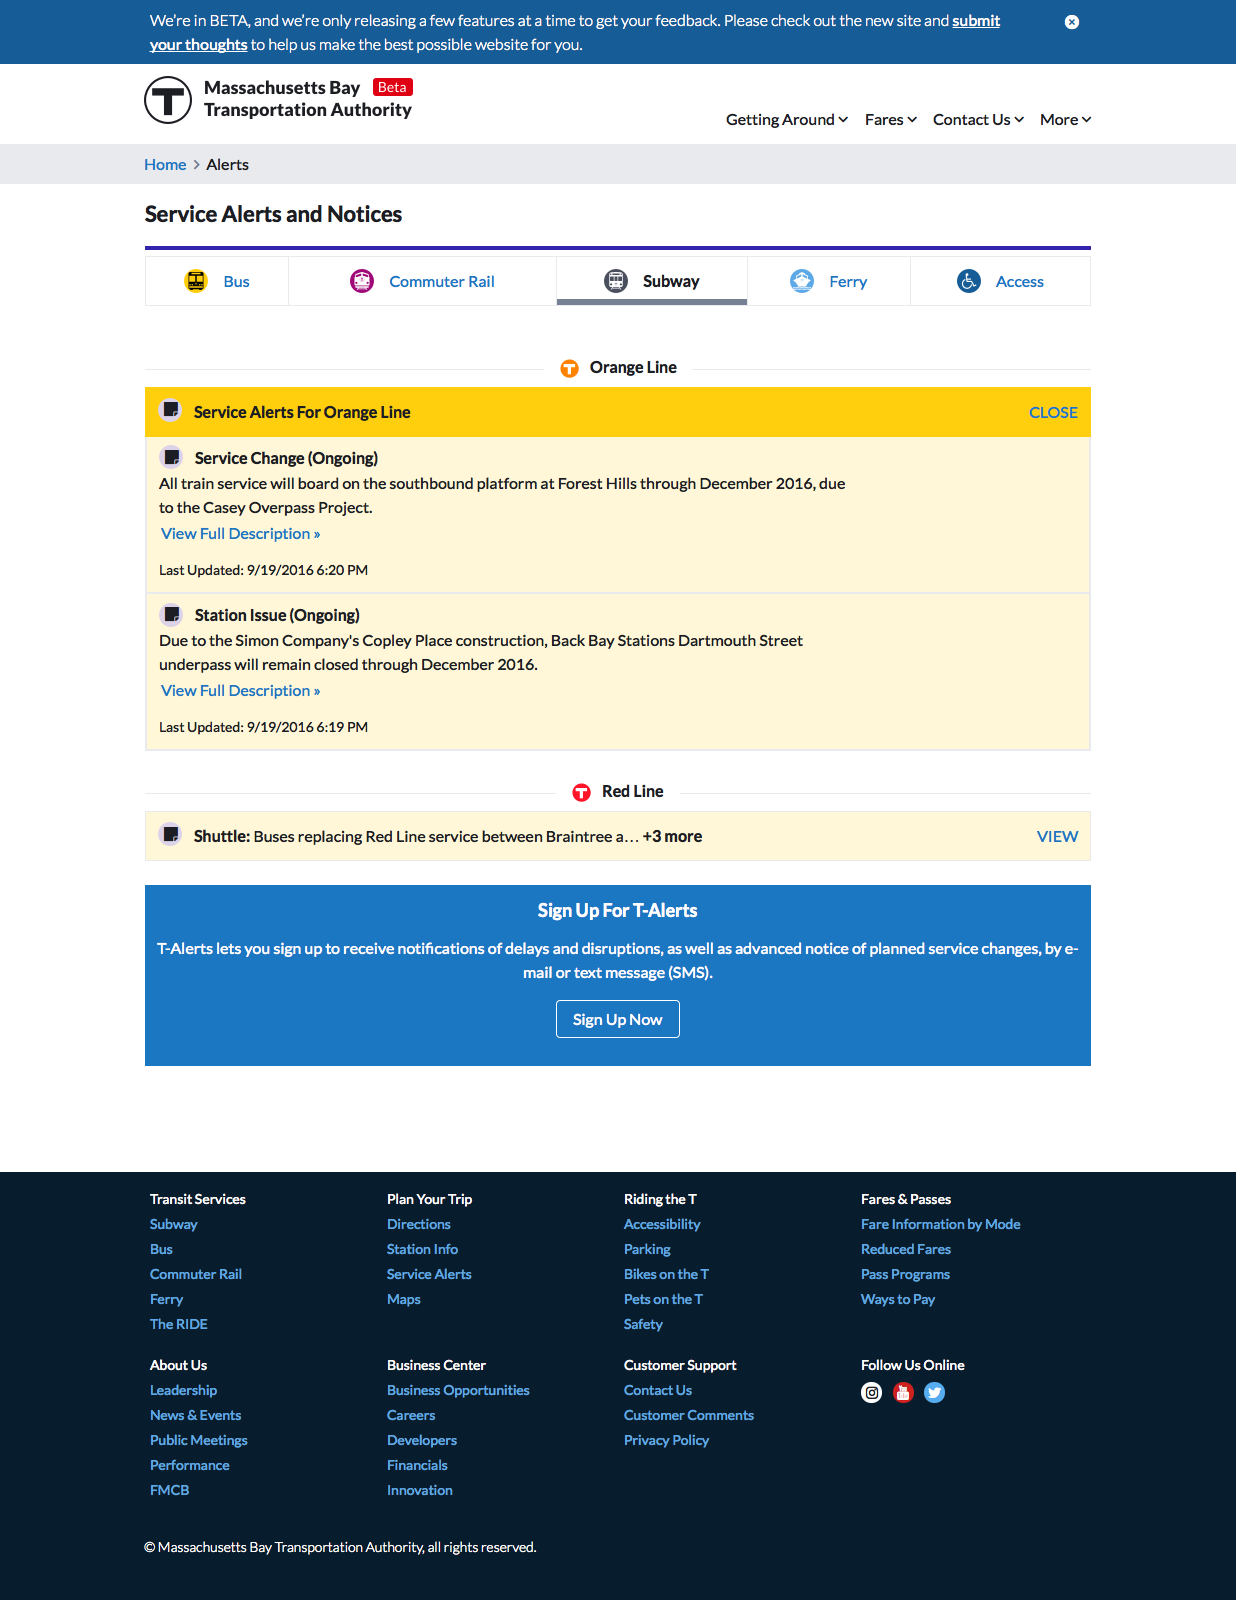 We're in BETA, and we're only releasing a few features at a time to get your feedback. Please check out the new site and submit
your thoughts to help us make the best possible website for you.
T
Massachusetts Bay Beta
Transportation Authority
Getting Around Fares Contact Us More
Home > Alerts
Service Alerts and Notices
Bus Commuter Rail Subway Ferry Access
T Orange Line
Service Alerts For Orange Line CLOSE
Service Change (Ongoing)
All train service will board on the southbound platform at Forest Hills through December 2016, due
to the Casey Overpass Project.
View Full Description »
Last Updated: 9/19/2016 6:20 PM
Station Issue (Ongoing)
Due to the Simon Company's Copley Place construction, Back Bay Stations Dartmouth Street
underpass will remain closed through December 2016.
View Full Description »
Last Updated: 9/19/2016 6:19 PM
T Red Line
Shuttle: Buses replacing Red Line service between Braintree a… +3 more VIEW
Sign Up For T-Alerts
T-Alerts lets you sign up to receive notifications of delays and disruptions, as well as advanced notice of planned service changes, by e-
mail or text message (SMS).
Sign Up Now
Transit Services
Subway
Bus
Commuter Rail
Ferry
The RIDE
Plan Your Trip
Directions
Station Info
Service Alerts
Maps
Riding the T
Accessibility
Parking
Bikes on the T
Pets on the T
Safety
Fares & Passes
Fare Information by Mode
Reduced Fares
Pass Programs
Ways to Pay
About Us
Leadership
News & Events
Public Meetings
Performance
FMCB
Business Center
Business Opportunities
Careers
Developers
Financials
Innovation
Customer Support
Contact Us
Customer Comments
Privacy Policy
Follow Us Online
© Massachusetts Bay Transportation Authority, all rights reserved.